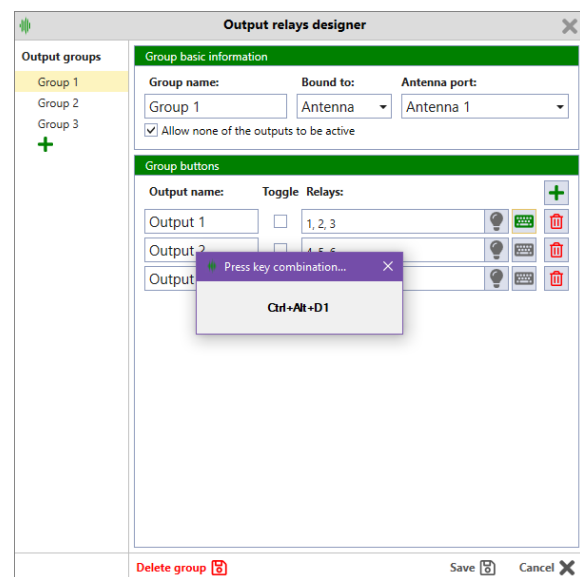 Output relays designer
Output groups
Group 1
Group 2
Group 3
Group basic information
Group name: Bound to: Antenna port:
Group 1 Antenna Antenna 1
Allow none of the outputs to be active
Group buttons
Output name: Toggle Relays:
Output 1 1, 2, 3
Output 2 4, 5, 6
Output
Press key combination...
Ctrl+Alt+D1
Delete group Save Cancel